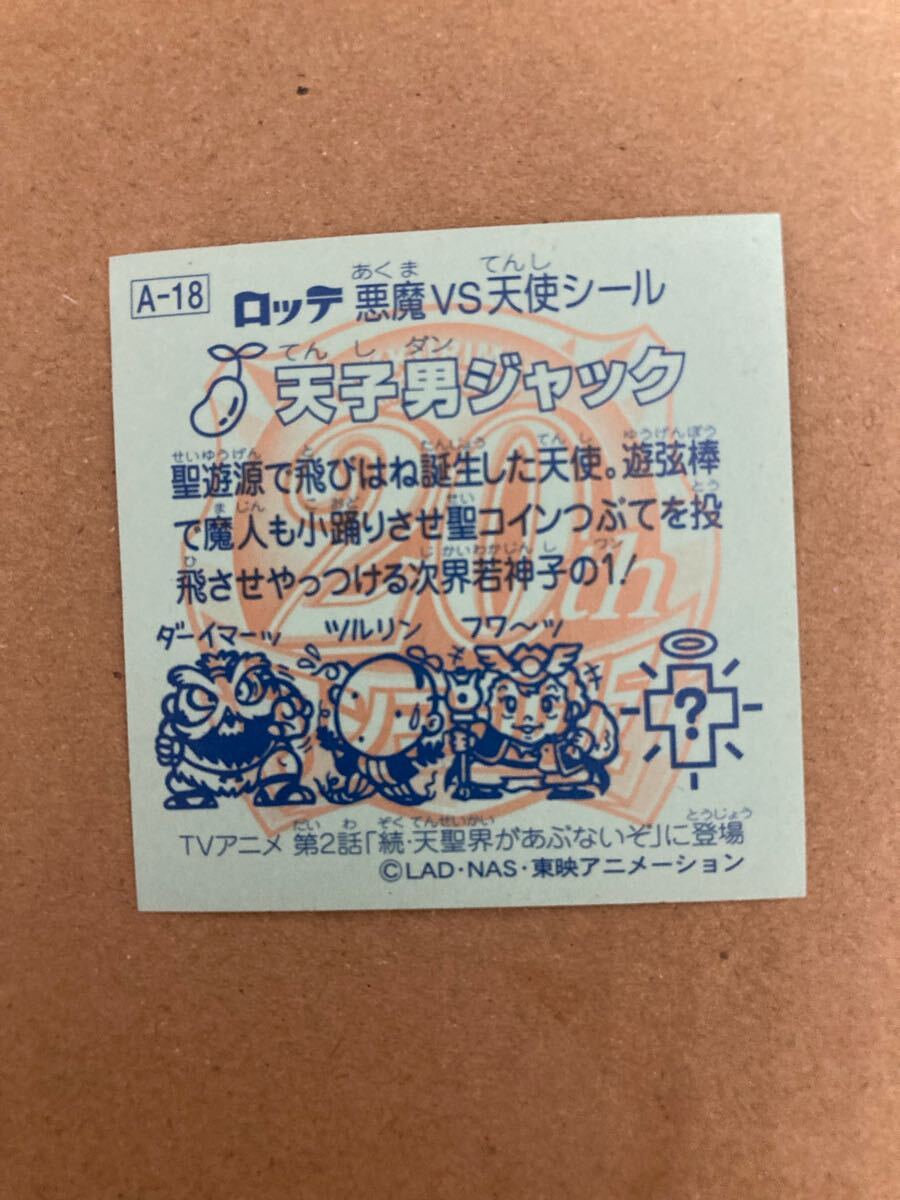 A-18
ロッテ 悪魔VS天使シール
あくま てんし
天子男ジャック
てんしダン
聖遊源で飛びはね誕生した天使。遊弦棒
せいゆうげん と たんじょう てんし ゆうげんぼう
で魔人も小踊りさせ聖コインつぶてを投
まじん こおど せい とう
飛させやっつける次界若神子の1!
ひ じかいわかじんし ワン
ダーイマーッ ツルリン フワ〜ッ
?
20th
TVアニメ 第2話「続・天聖界があぶないぞ」に登場
だいわ ぞくてんせいかい とうじょう
©LAD・NAS・東映アニメーション